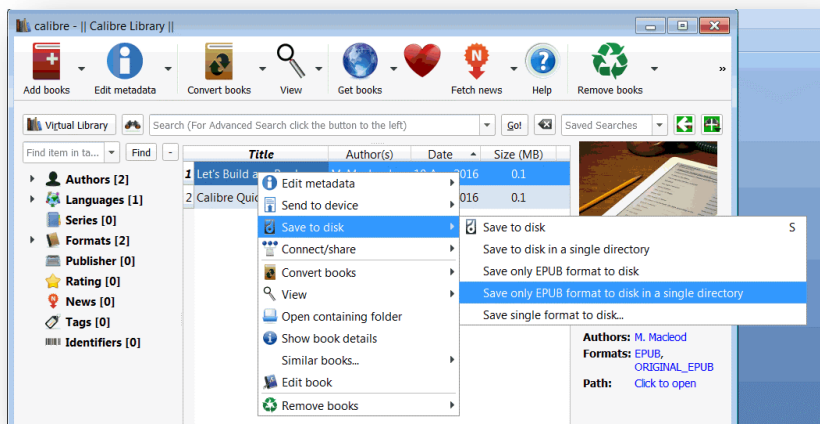 calibre - || Calibre Library ||
Add books Edit metadata Convert books View Get books Fetch news Help Remove books »
Virtual Library Search (For Advanced Search click the button to the left) Go! Saved Searches
Find item in ta... Find -
Title Author(s) Date Size (MB)
1 Let's Build a 2016 0.1
2 Calibre Quic 2016 0.1
Authors [2]
Languages [1]
Series [0]
Formats [2]
Publisher [0]
Rating [0]
News [0]
Tags [0]
Identifiers [0]
Edit metadata
Send to device
Save to disk
Connect/share
Convert books
View
Open containing folder
Show book details
Similar books...
Edit book
Remove books
Save to disk S
Save to disk in a single directory
Save only EPUB format to disk
Save only EPUB format to disk in a single directory
Save single format to disk...
Authors: M. Macleod
Formats: EPUB,
ORIGINAL_EPUB
Path: Click to open